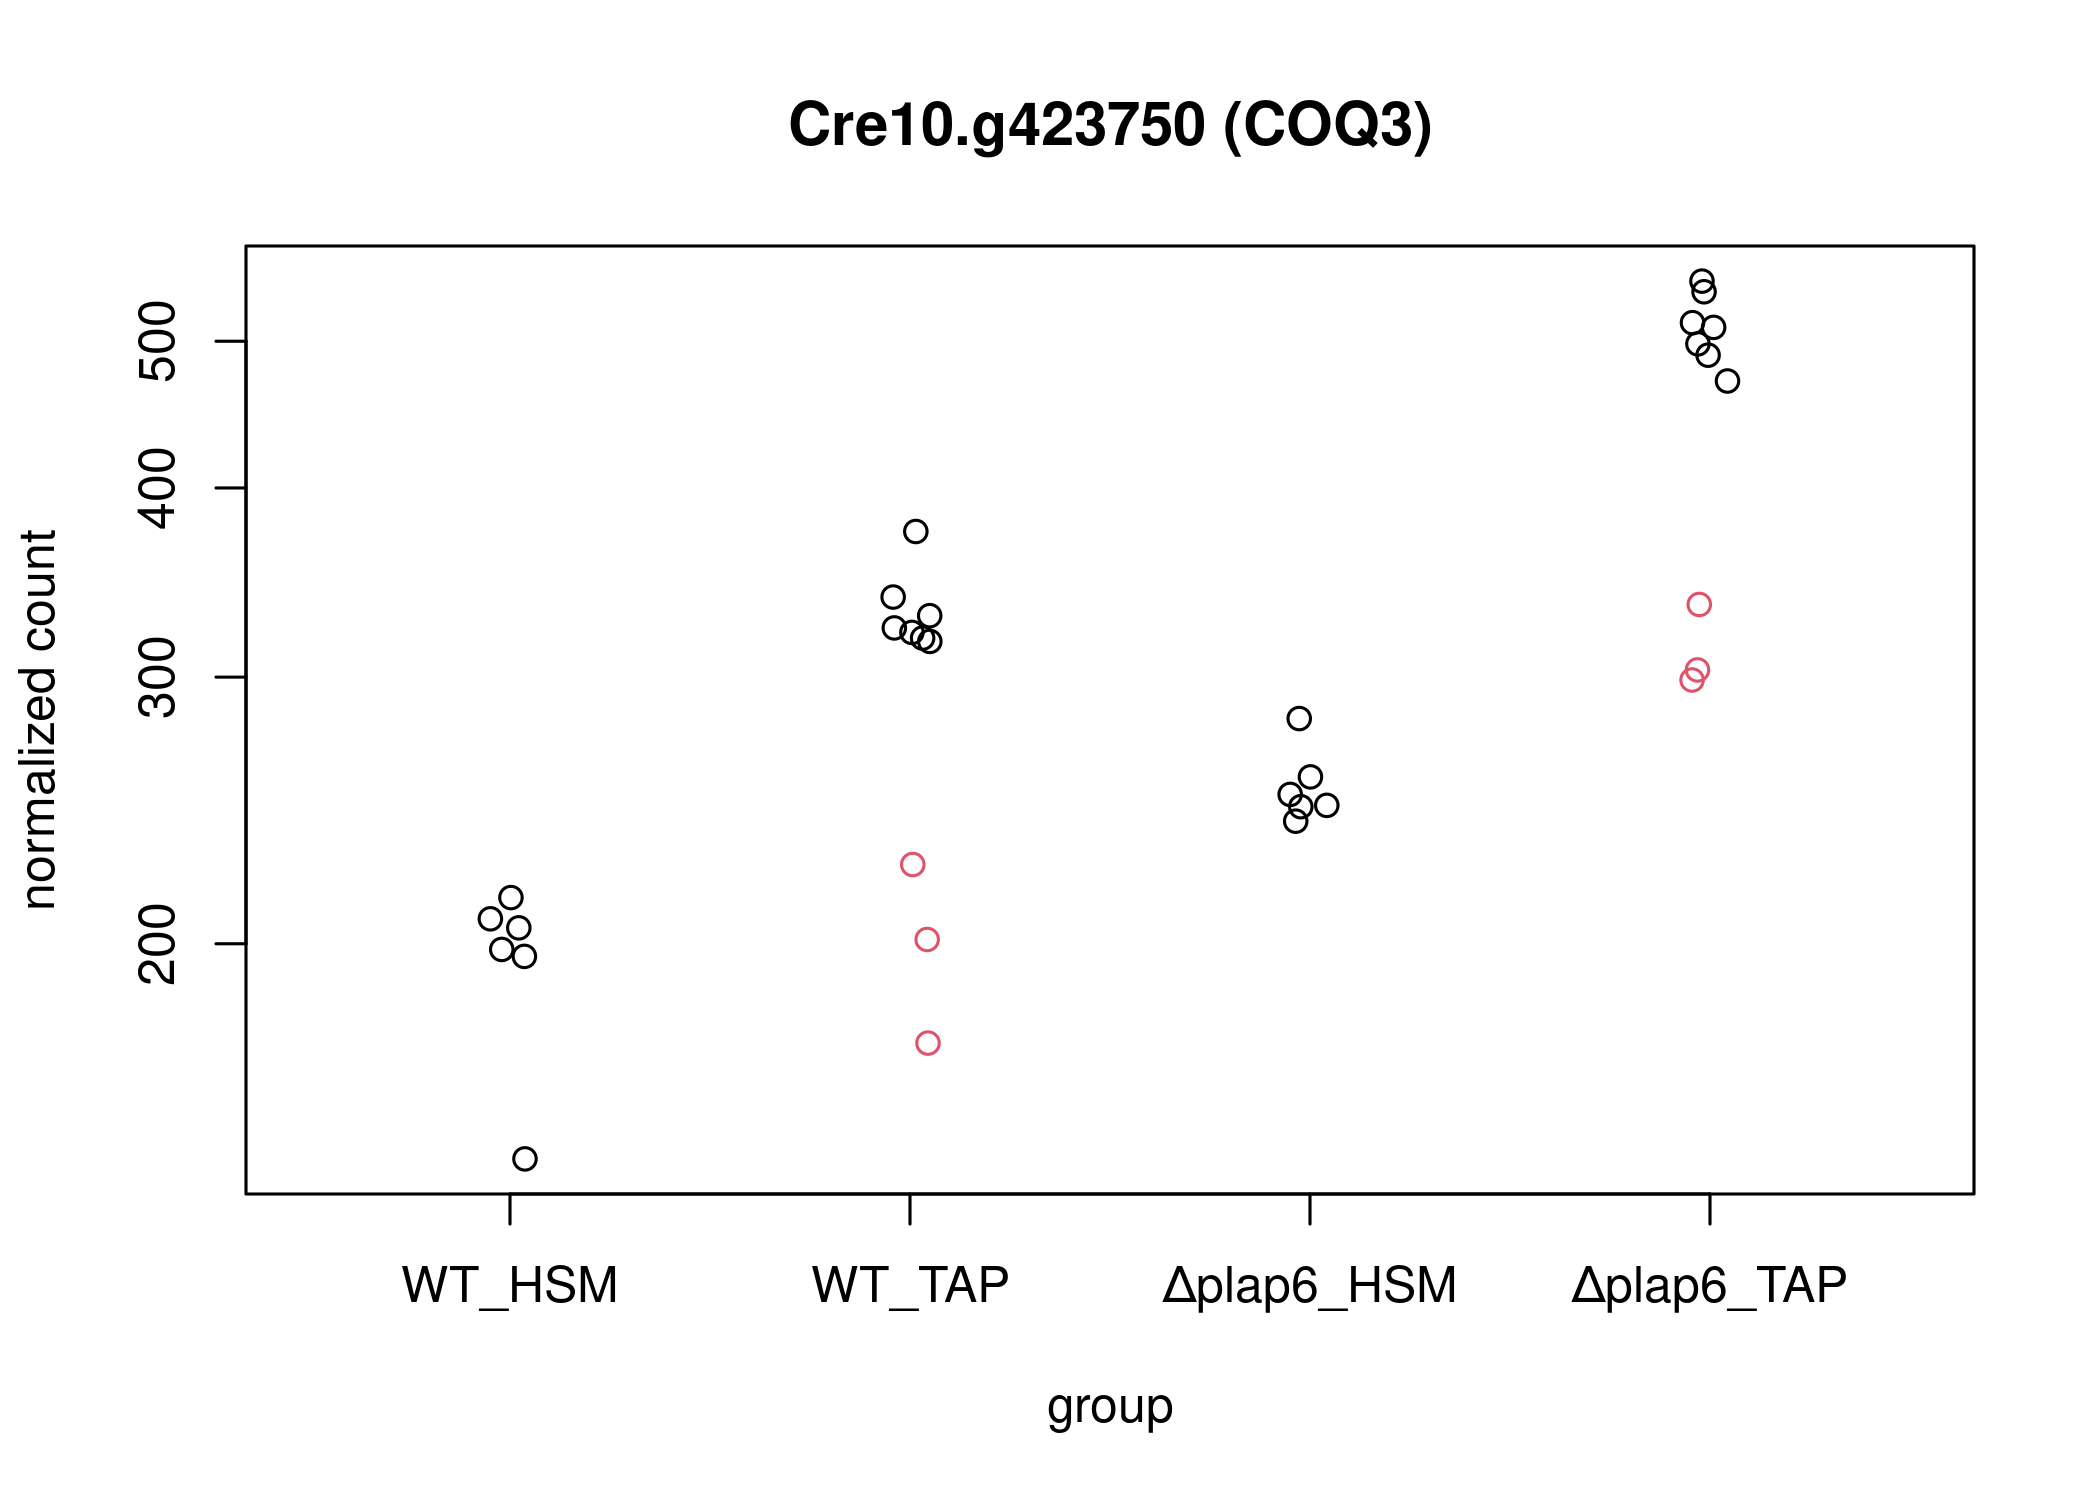 Cre10.g423750 (COQ3)
normalized count
500
400
300
200
WT_HSM
WT_TAP
Δplap6_HSM
Δplap6_TAP
group